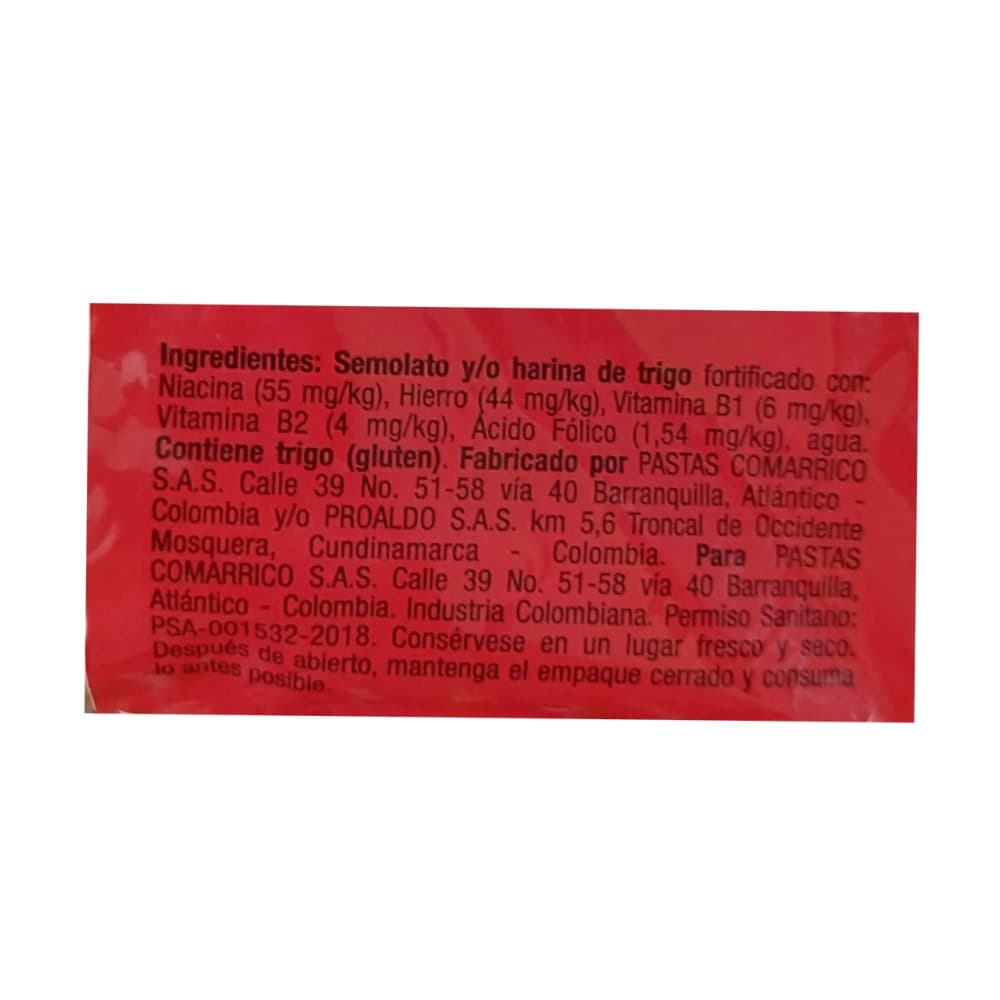 Ingredientes: Semolato y/o harina de trigo fortificado con:
Niacina (55 mg/kg), Hierro (44 mg/kg), Vitamina B1 (6 mg/kg),
Vitamina B2 (4 mg/kg), Ácido Fólico (1,54 mg/kg), agua.
Contiene trigo (gluten). Fabricado por PASTAS COMARRICO
S.A.S. Calle 39 No. 51-58 vía 40 Barranquilla, Atlántico -
Colombia y/o PROALDO S.A.S. km 5,6 Troncal de Occidente
Mosquera, Cundinamarca - Colombia. Para PASTAS
COMARRICO S.A.S. Calle 39 No. 51-58 vía 40 Barranquilla,
Atlántico - Colombia. Industria Colombiana. Permiso Sanitario:
PSA-001532-2018. Consérvese en un lugar fresco y seco.
Después de abierto, mantenga el empaque cerrado y consuma
lo antes posible.